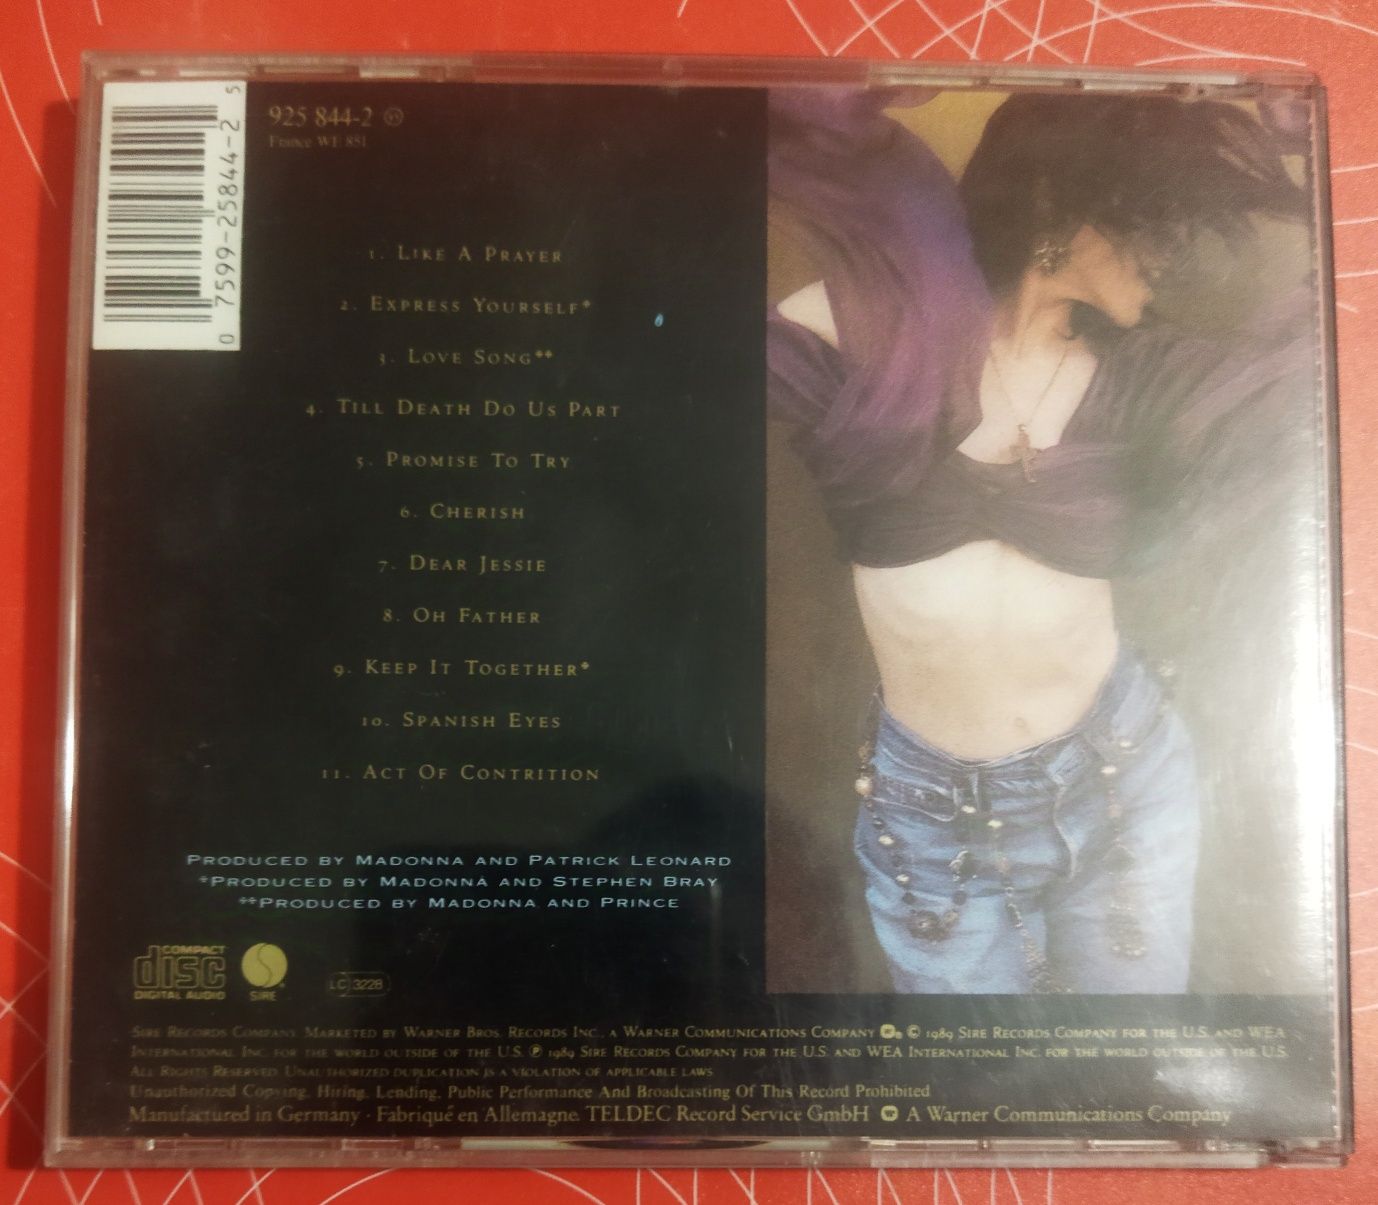 0 7599-25844-2 5
925 844-2
France WE 851
1. LIKE A PRAYER
2. EXPRESS YOURSELF*
3. LOVE SONG**
4. TILL DEATH DO US PART
5. PROMISE TO TRY
6. CHERISH
7. DEAR JESSIE
8. OH FATHER
9. KEEP IT TOGETHER*
10. SPANISH EYES
11. ACT OF CONTRITION
PRODUCED BY MADONNA AND PATRICK LEONARD
*PRODUCED BY MADONNA AND STEPHEN BRAY
**PRODUCED BY MADONNA AND PRINCE
COMPACT
disc
DIGITAL AUDIO
SIRE
LC 3228
SIRE RECORDS COMPANY. MARKETED BY WARNER BROS. RECORDS INC., A WARNER COMMUNICATIONS COMPANY ® © 1989 SIRE RECORDS COMPANY FOR THE U.S. AND WEA
INTERNATIONAL INC. FOR THE WORLD OUTSIDE OF THE U.S. ℗ 1989 SIRE RECORDS COMPANY FOR THE U.S. AND WEA INTERNATIONAL INC. FOR THE WORLD OUTSIDE OF THE U.S.
ALL RIGHTS RESERVED. UNAUTHORIZED DUPLICATION IS A VIOLATION OF APPLICABLE LAWS.
Unauthorized Copying, Hiring, Lending, Public Performance And Broadcasting Of This Record Prohibited
Manufactured in Germany · Fabriqué en Allemagne. TELDEC Record Service GmbH A Warner Communications Company